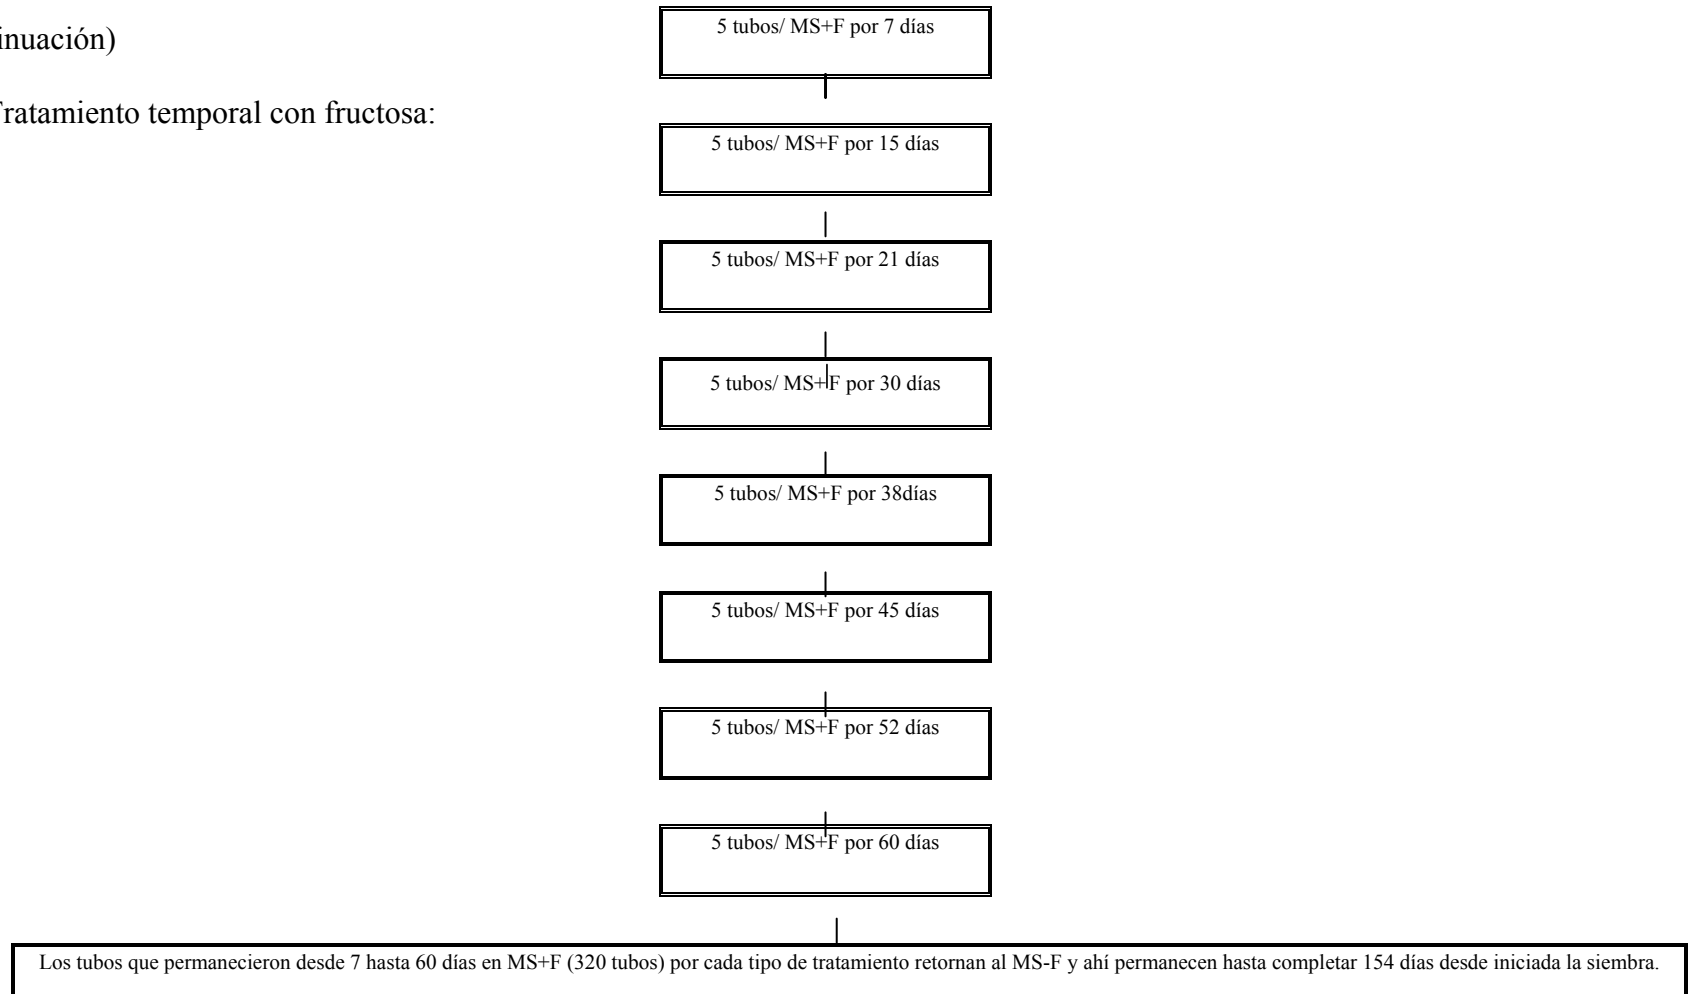 inuación)
Tratamiento temporal con fructosa:
5 tubos/ MS+F por 7 días
5 tubos/ MS+F por 15 días
5 tubos/ MS+F por 21 días
5 tubos/ MS+F por 30 días
5 tubos/ MS+F por 38días
5 tubos/ MS+F por 45 días
5 tubos/ MS+F por 52 días
5 tubos/ MS+F por 60 días
Los tubos que permanecieron desde 7 hasta 60 días en MS+F (320 tubos) por cada tipo de tratamiento retornan al MS-F y ahí permanecen hasta completar 154 días desde iniciada la siembra.